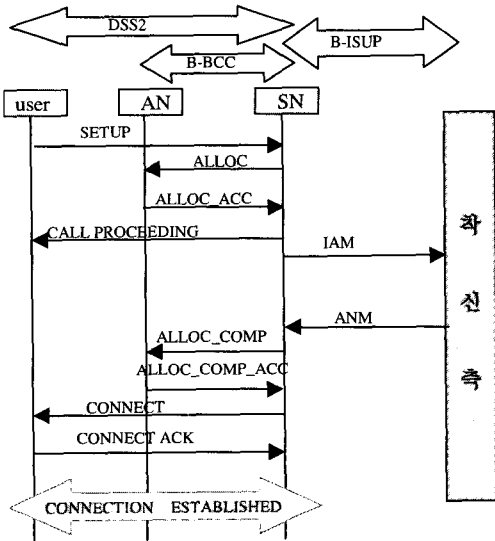 DSS2
B-ISUP
B-BCC
user
AN
SN
SETUP
ALLOC
ALLOC_ACC
CALL PROCEEDING
IAM
ANM
ALLOC_COMP
ALLOC_COMP_ACC
CONNECT
CONNECT ACK
CONNECTION ESTABLISHED
착
신
측